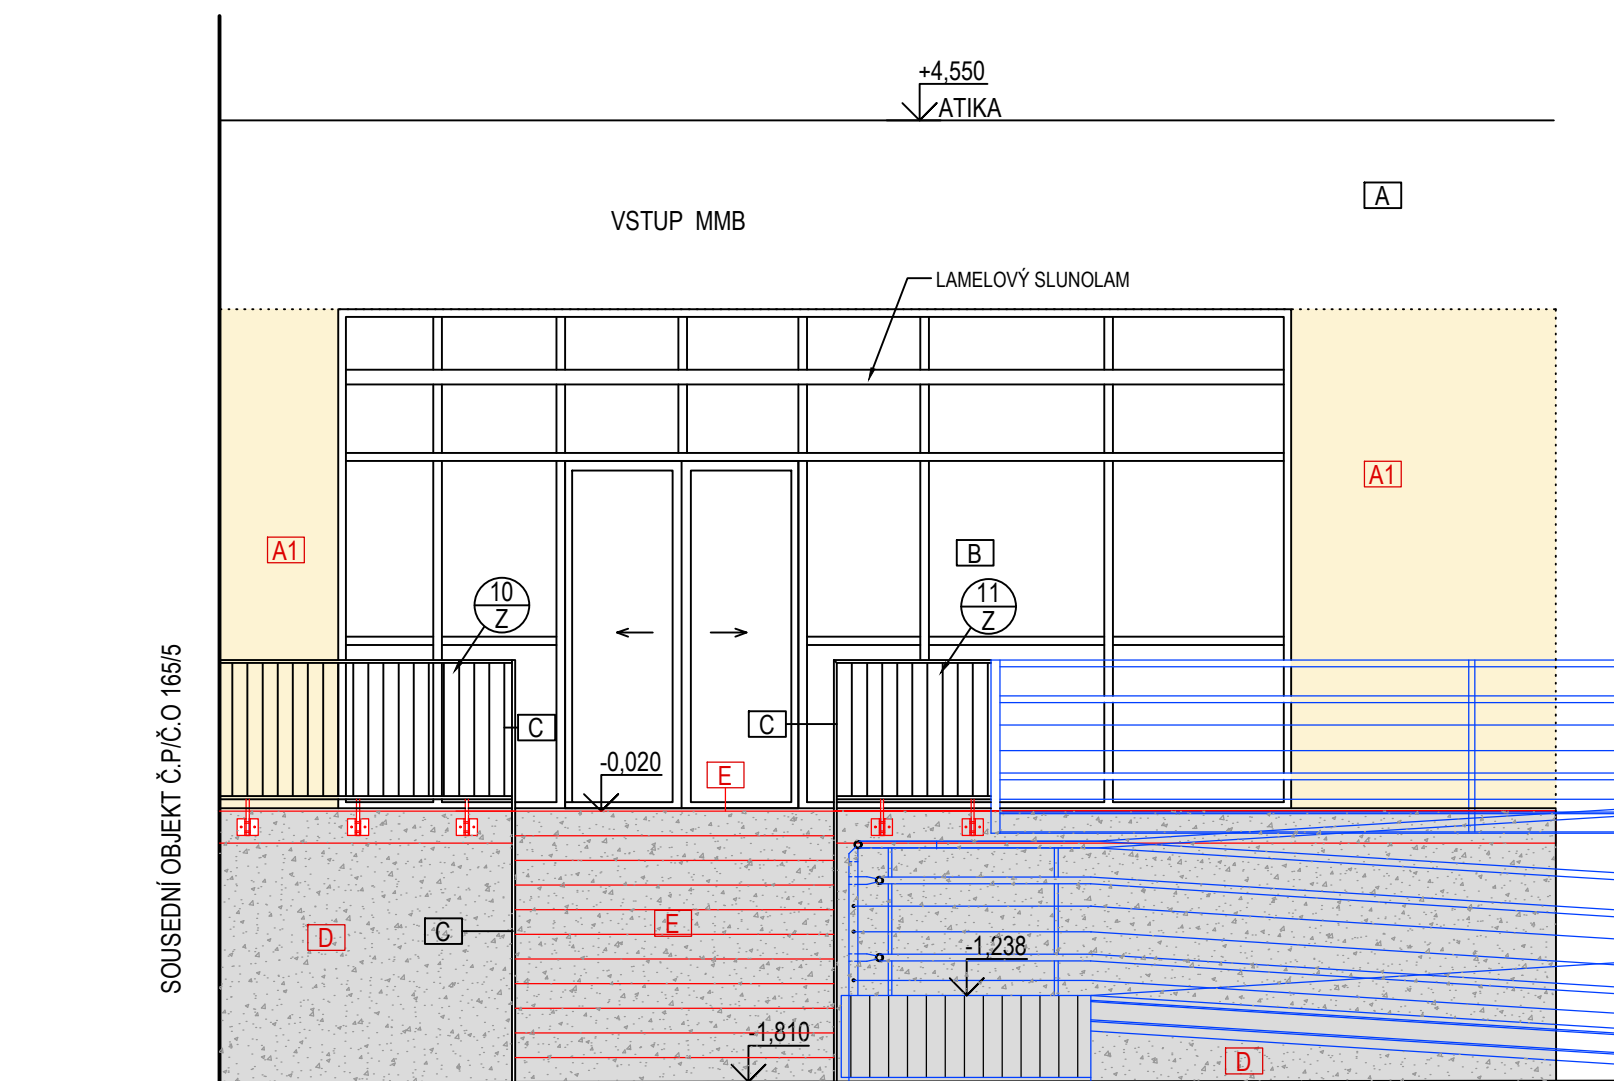 +4,550
ATIKA
A
VSTUP MMB
LAMELOVÝ SLUNOLAM
A1
A1
B
10
Z
11
Z
C
C
-0,020
E
SOUSEDNÍ OBJEKT Č.P/Č.O 165/5
D
C
E
-1,238
-1,810
D